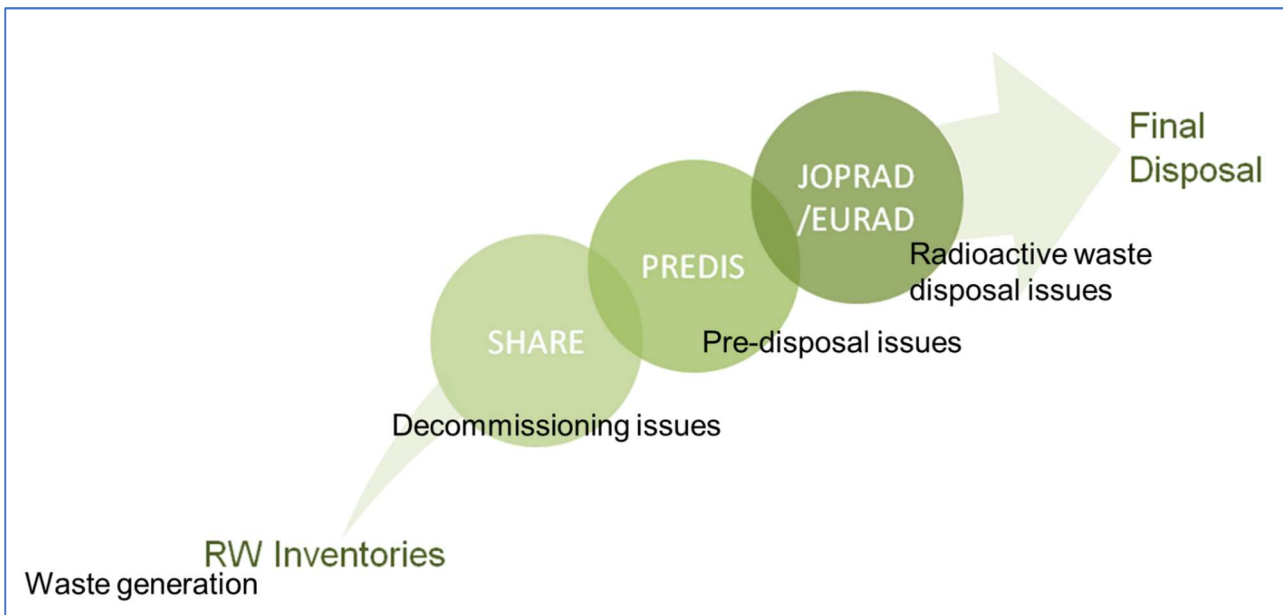 Final
Disposal
JOPRAD
/EURAD
Radioactive waste
disposal issues
PREDIS
Pre-disposal issues
SHARE
Decommissioning issues
RW Inventories
Waste generation